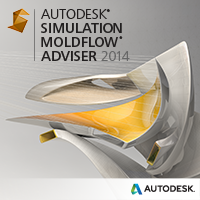 AUTODESK®
SIMULATION
MOLDFLOW®
ADVISER 2014
AUTODESK.